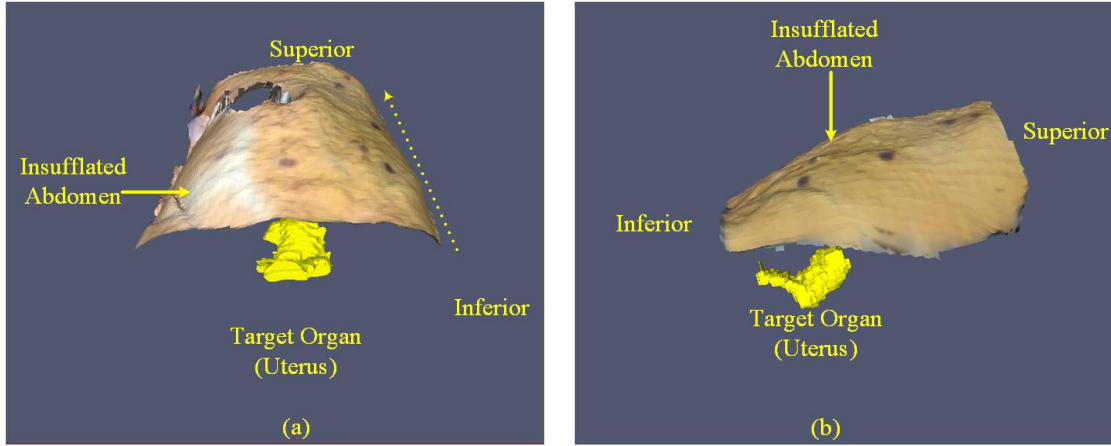 Superior
Insufflated
Abdomen
Inferior
Target Organ
(Uterus)
(a)
Insufflated
Abdomen
Superior
Inferior
Target Organ
(Uterus)
(b)